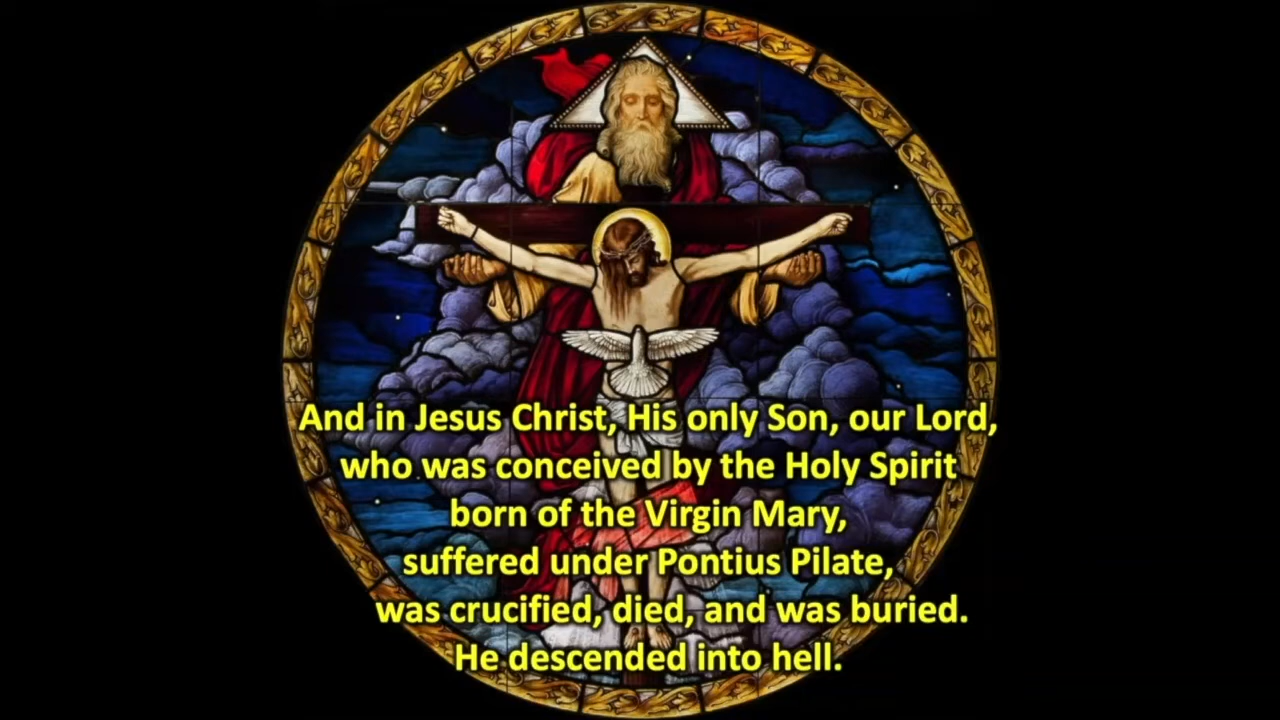 And in Jesus Christ, His only Son, our Lord,
who was conceived by the Holy Spirit
born of the Virgin Mary,
suffered under Pontius Pilate,
was crucified, died, and was buried.
He descended into hell.